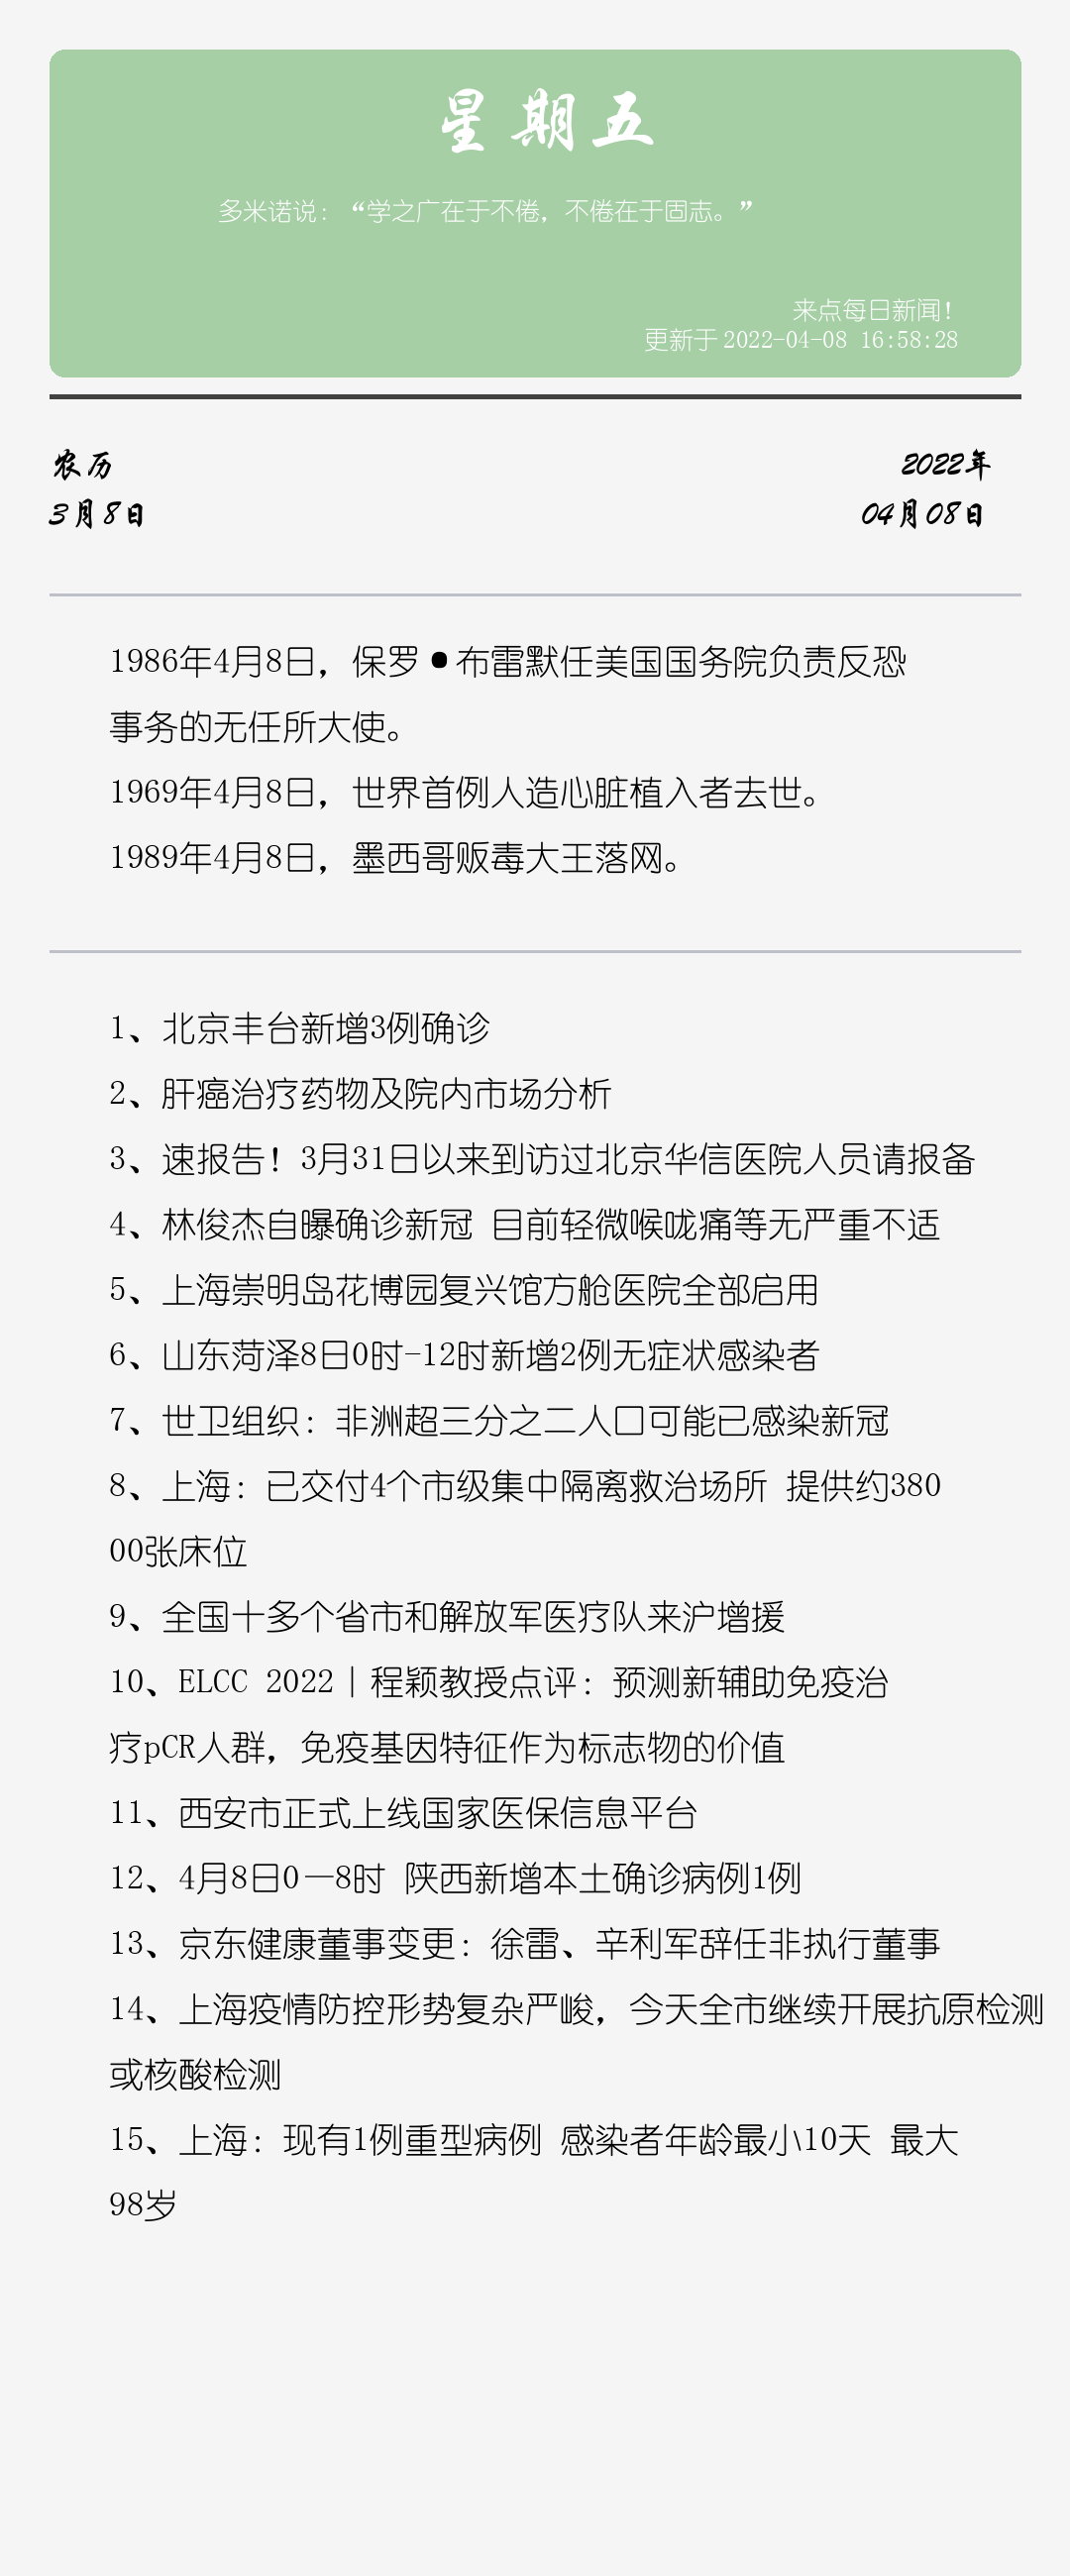 星期五
多米诺说：“学之广在于不倦，不倦在于固志。”
来点每日新闻！
更新于 2022-04-08 16:58:28
农历
2022年
3月8日
04月08日
1986年4月8日，保罗•布雷默任美国国务院负责反恐
事务的无任所大使。
1969年4月8日，世界首例人造心脏植入者去世。
1989年4月8日，墨西哥贩毒大王落网。
1、北京丰台新增3例确诊
2、肝癌治疗药物及院内市场分析
3、速报告！3月31日以来到访过北京华信医院人员请报备
4、林俊杰自曝确诊新冠 目前轻微喉咙痛等无严重不适
5、上海崇明岛花博园复兴馆方舱医院全部启用
6、山东菏泽8日0时-12时新增2例无症状感染者
7、世卫组织：非洲超三分之二人口可能已感染新冠
8、上海：已交付4个市级集中隔离救治场所 提供约380
00张床位
9、全国十多个省市和解放军医疗队来沪增援
10、ELCC 2022丨程颖教授点评：预测新辅助免疫治
疗pCR人群，免疫基因特征作为标志物的价值
11、西安市正式上线国家医保信息平台
12、4月8日0—8时 陕西新增本土确诊病例1例
13、京东健康董事变更：徐雷、辛利军辞任非执行董事
14、上海疫情防控形势复杂严峻，今天全市继续开展抗原检测
或核酸检测
15、上海：现有1例重型病例 感染者年龄最小10天 最大
98岁